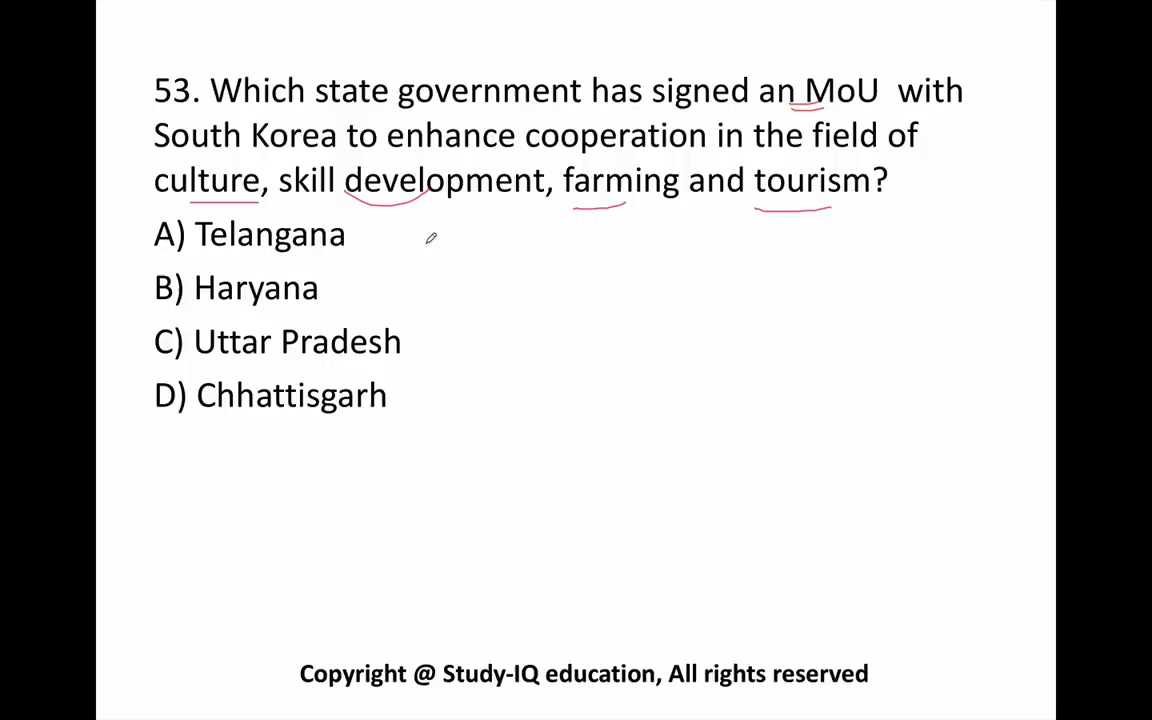 53. Which state government has signed an MoU with
South Korea to enhance cooperation in the field of
culture, skill development, farming and tourism?
A) Telangana
B) Haryana
C) Uttar Pradesh
D) Chhattisgarh
Copyright @ Study-IQ education, All rights reserved